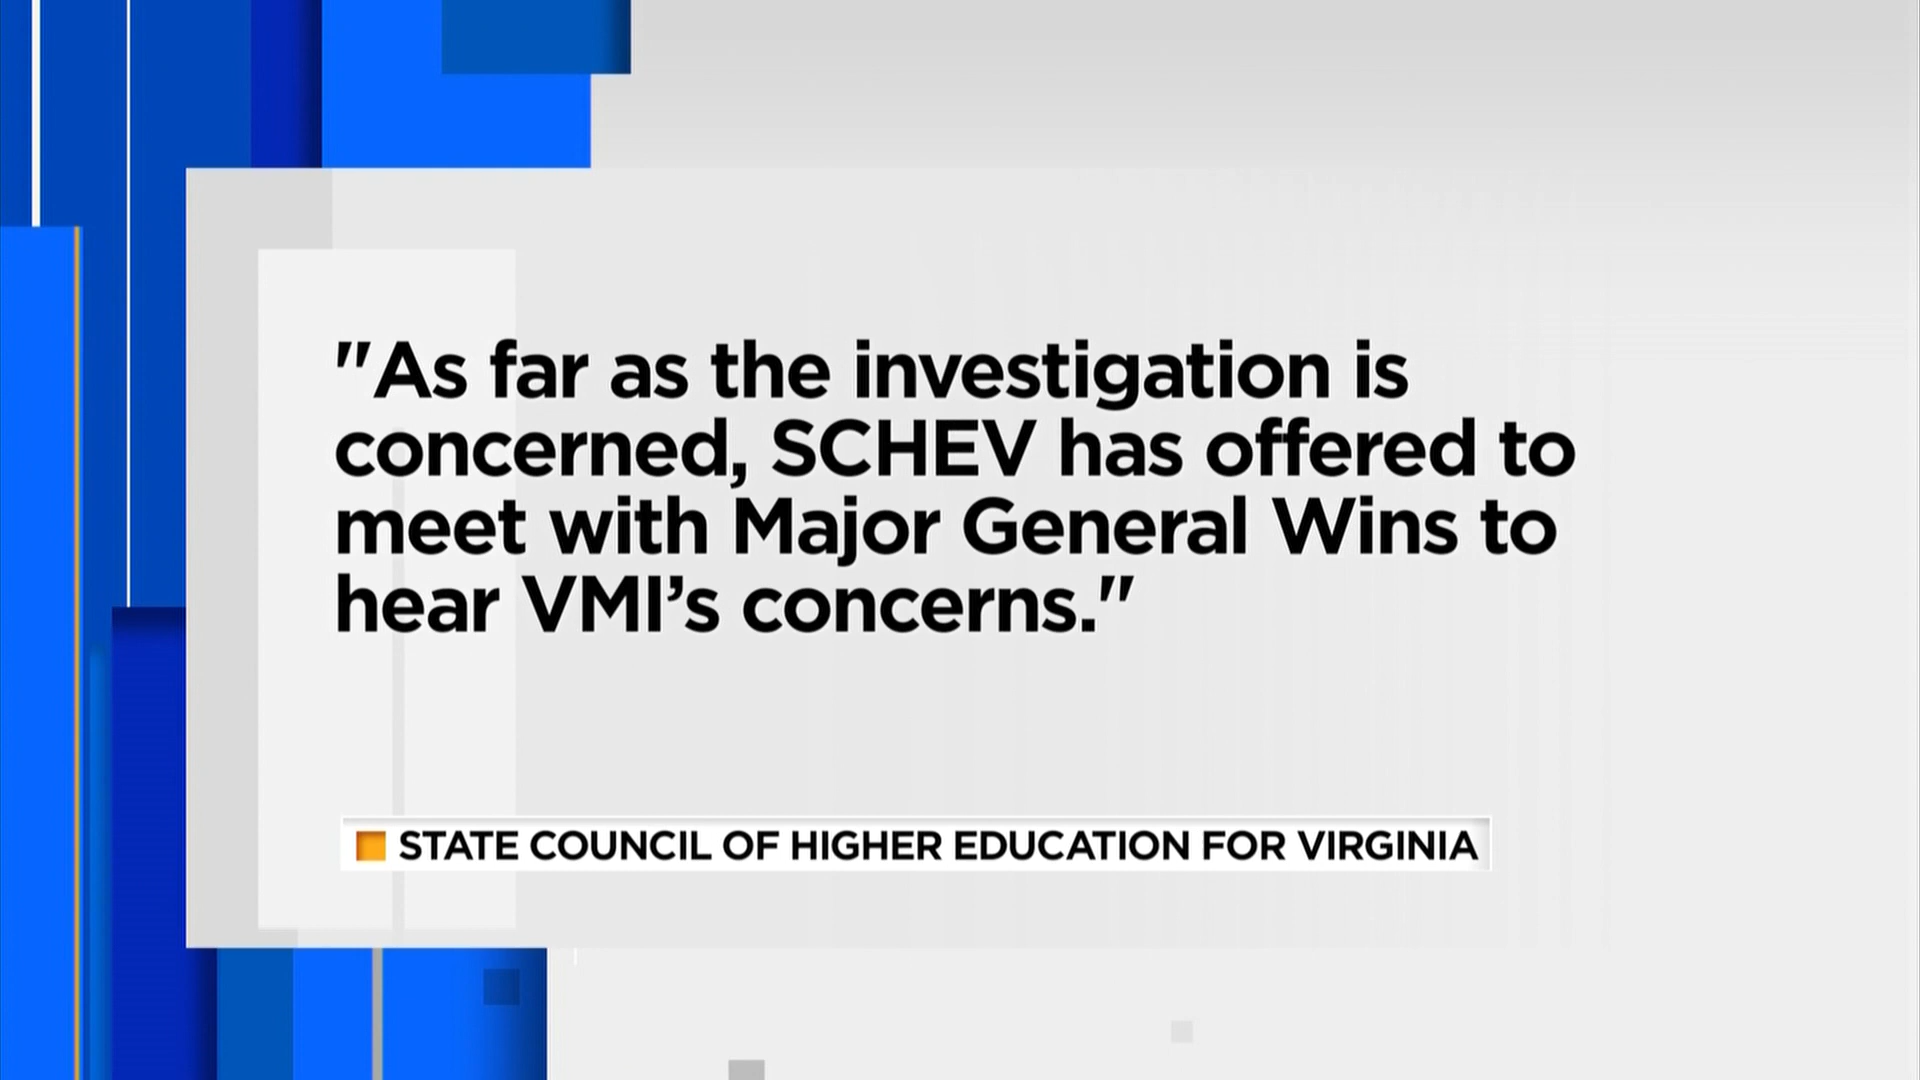 "As far as the investigation is
concerned, SCHEV has offered to
meet with Major General Wins to
hear VMI’s concerns."
STATE COUNCIL OF HIGHER EDUCATION FOR VIRGINIA